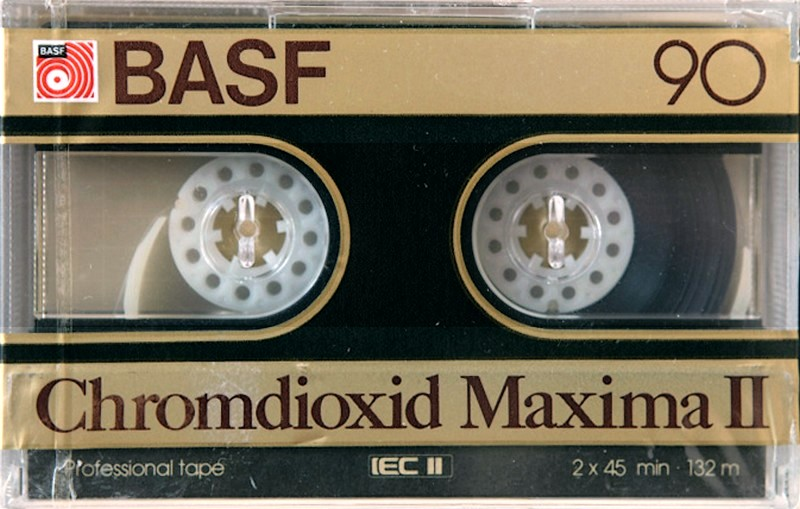 BASF BASF 90
Chromdioxid Maxima II
Professional tape IEC II 2 x 45 min · 132 m